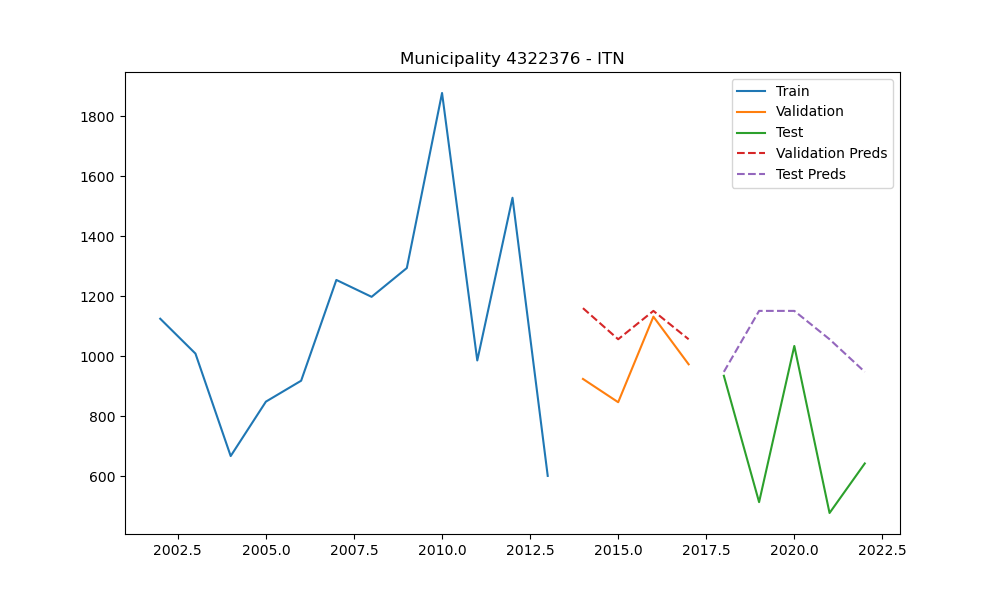 Municipality 4322376 - ITN
Train
Validation
Test
Validation Preds
Test Preds
1800
1600
1400
1200
1000
800
600
2002.5 2005.0 2007.5 2010.0 2012.5 2015.0 2017.5 2020.0 2022.5